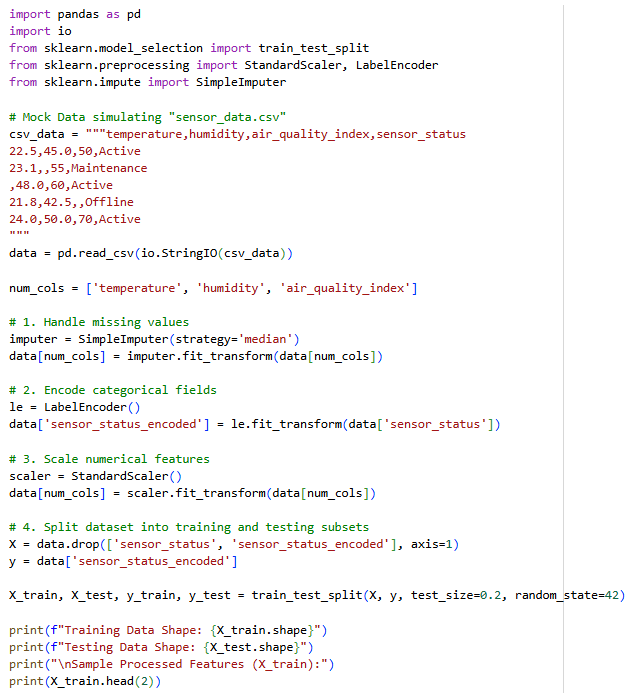 import pandas as pd
import io
from sklearn.model_selection import train_test_split
from sklearn.preprocessing import StandardScaler, LabelEncoder
from sklearn.impute import SimpleImputer

# Mock Data simulating "sensor_data.csv"
csv_data = """temperature,humidity,air_quality_index,sensor_status
22.5,45.0,50,Active
23.1,,55,Maintenance
,48.0,60,Active
21.8,42.5,,Offline
24.0,50.0,70,Active
"""
data = pd.read_csv(io.StringIO(csv_data))

num_cols = ['temperature', 'humidity', 'air_quality_index']

# 1. Handle missing values
imputer = SimpleImputer(strategy='median')
data[num_cols] = imputer.fit_transform(data[num_cols])

# 2. Encode categorical fields
le = LabelEncoder()
data['sensor_status_encoded'] = le.fit_transform(data['sensor_status'])

# 3. Scale numerical features
scaler = StandardScaler()
data[num_cols] = scaler.fit_transform(data[num_cols])

# 4. Split dataset into training and testing subsets
X = data.drop(['sensor_status', 'sensor_status_encoded'], axis=1)
y = data['sensor_status_encoded']

X_train, X_test, y_train, y_test = train_test_split(X, y, test_size=0.2, random_state=42)

print(f"Training Data Shape: {X_train.shape}")
print(f"Testing Data Shape: {X_test.shape}")
print("\nSample Processed Features (X_train):")
print(X_train.head(2))